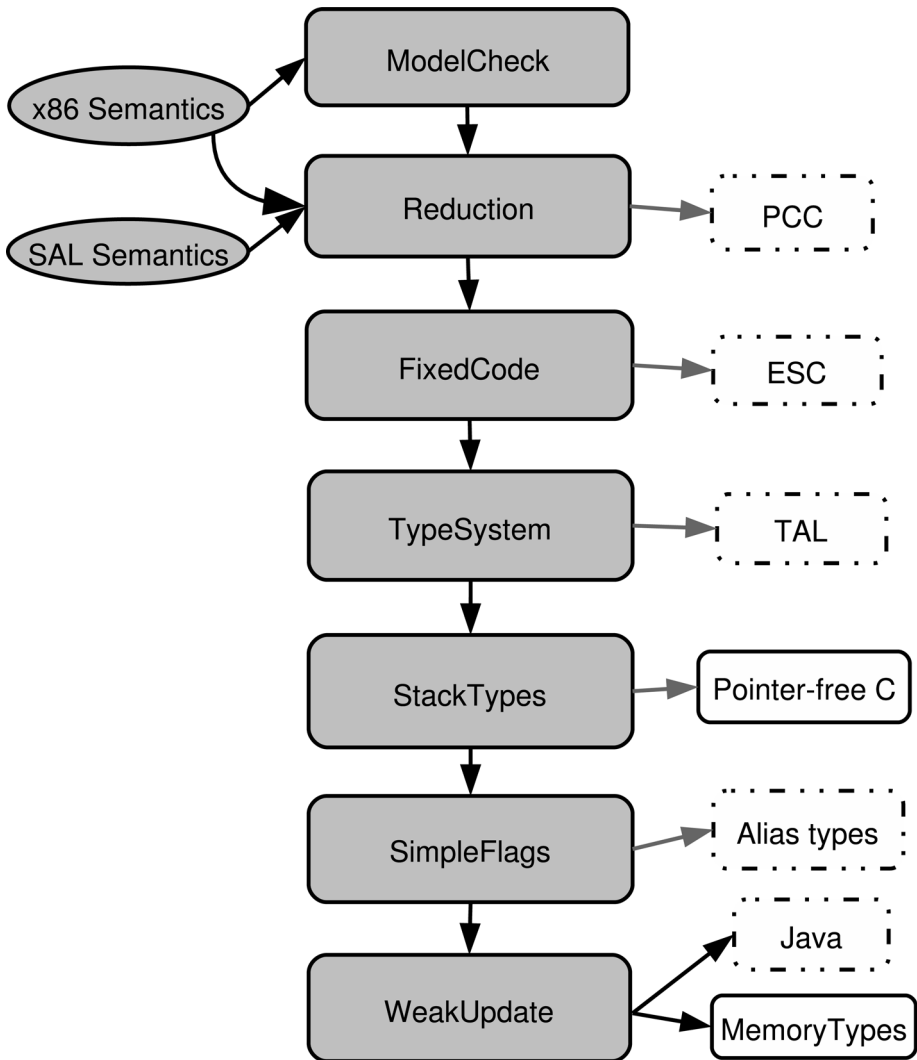 ModelCheck
x86 Semantics
Reduction
PCC
SAL Semantics
FixedCode
ESC
TypeSystem
TAL
StackTypes
Pointer-free C
SimpleFlags
Alias types
Java
WeakUpdate
MemoryTypes